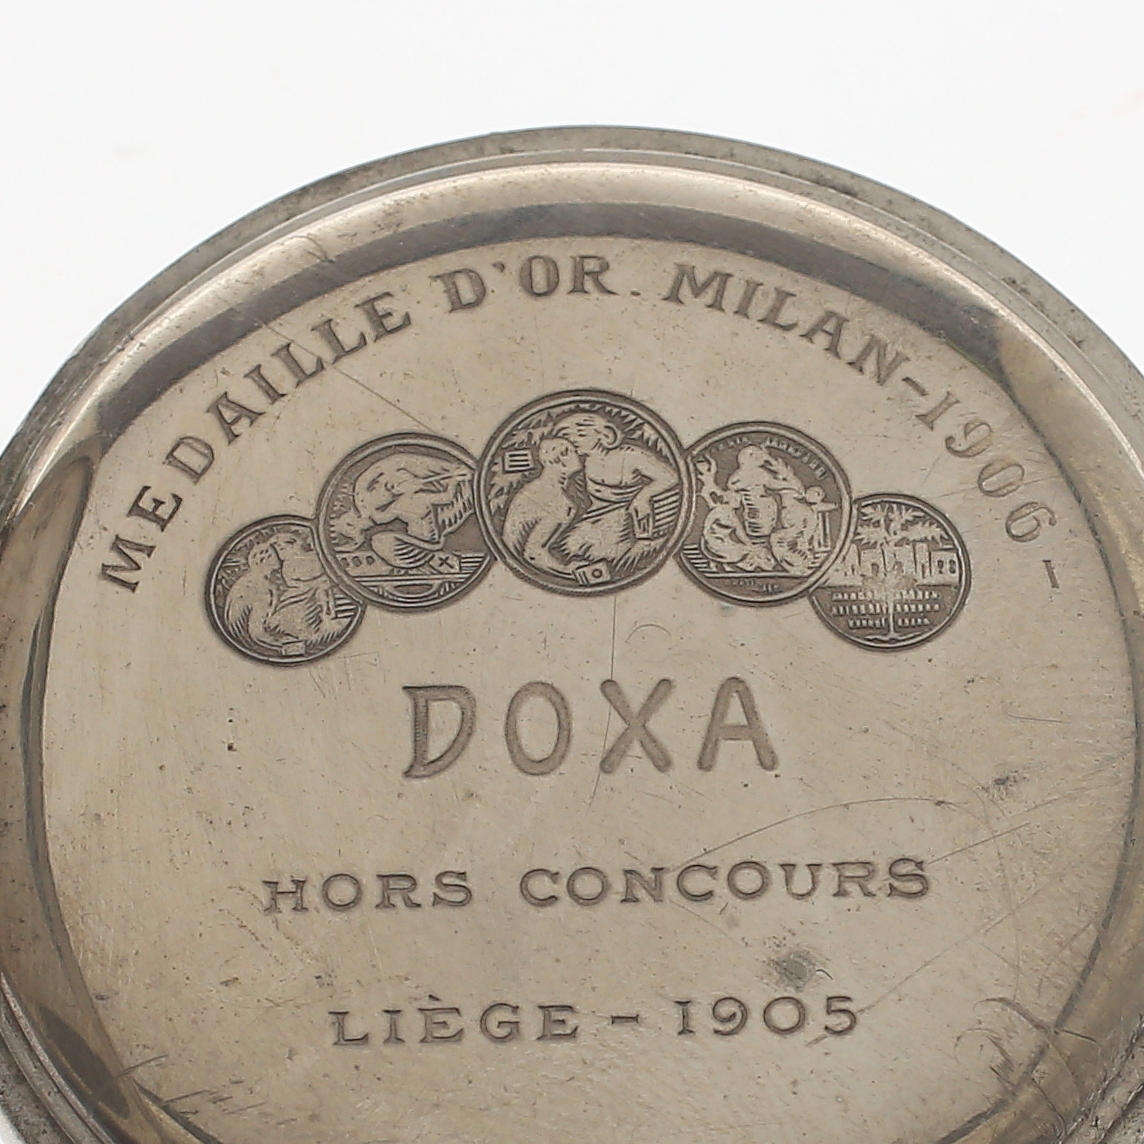 MEDAILLE D'OR. MILAN-1906-
DOXA
HORS CONCOURS
LIÈGE - 1905